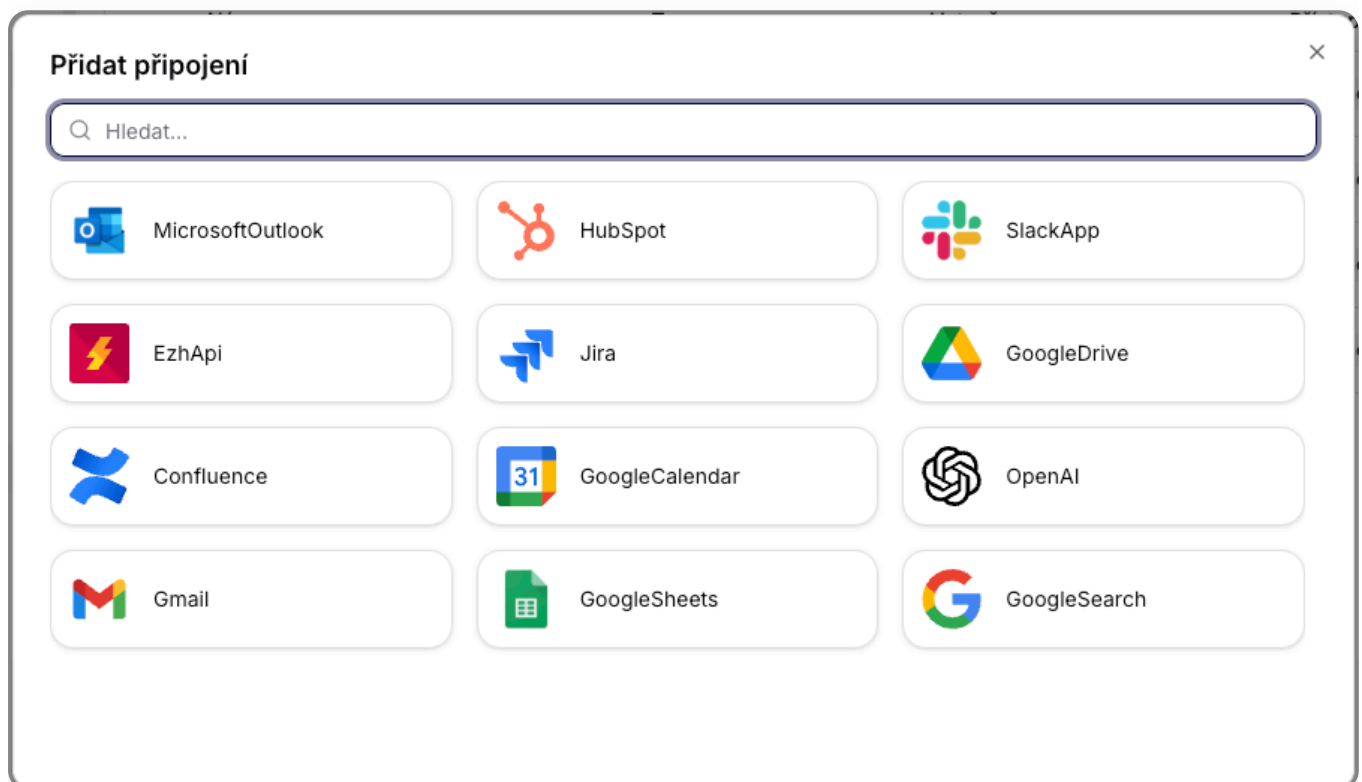 Přidat připojení
Hledat...
MicrosoftOutlook
HubSpot
SlackApp
EzhApi
Jira
GoogleDrive
Confluence
31
GoogleCalendar
OpenAI
Gmail
GoogleSheets
GoogleSearch